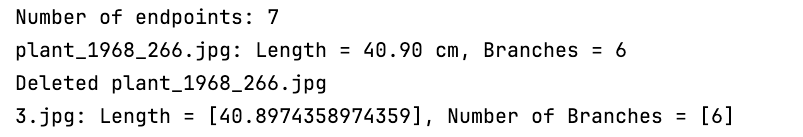 Number of endpoints: 7
plant_1968_266.jpg: Length = 40.90 cm, Branches = 6
Deleted plant_1968_266.jpg
3.jpg: Length = [40.8974358974359], Number of Branches = [6]